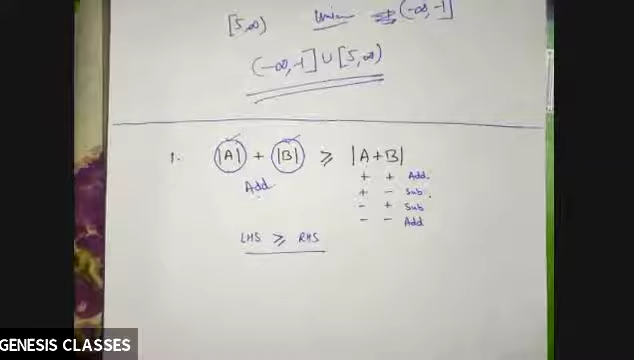 [5,∞) Union (-∞,-1]
(-∞,-1] ∪ [5,∞)
1. |A| + |B| ≥ |A+B|
Add
+ + Add.
+ - Sub.
- + Sub
- - Add
LHS ≥ RHS
GENESIS CLASSES